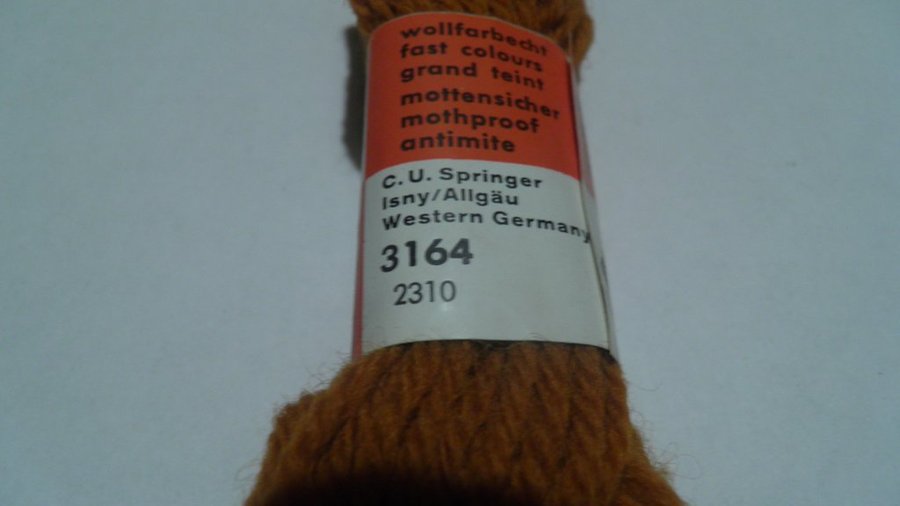 wollfarbecht
fast colours
grand teint
mottensicher
mothproof
antimite
C. U. Springer
Isny/Allgäu
Western Germany
3164
2310